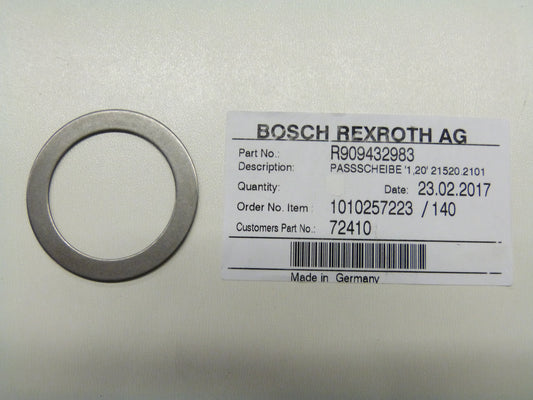 BOSCH REXROTH AG
Part No.: R909432983
Description: PASSSCHEIBE '1,20' 21520.2101
Quantity: Date: 23.02.2017
Order No. Item : 1010257223 / 140
Customers Part No.: 72410
Made in Germany